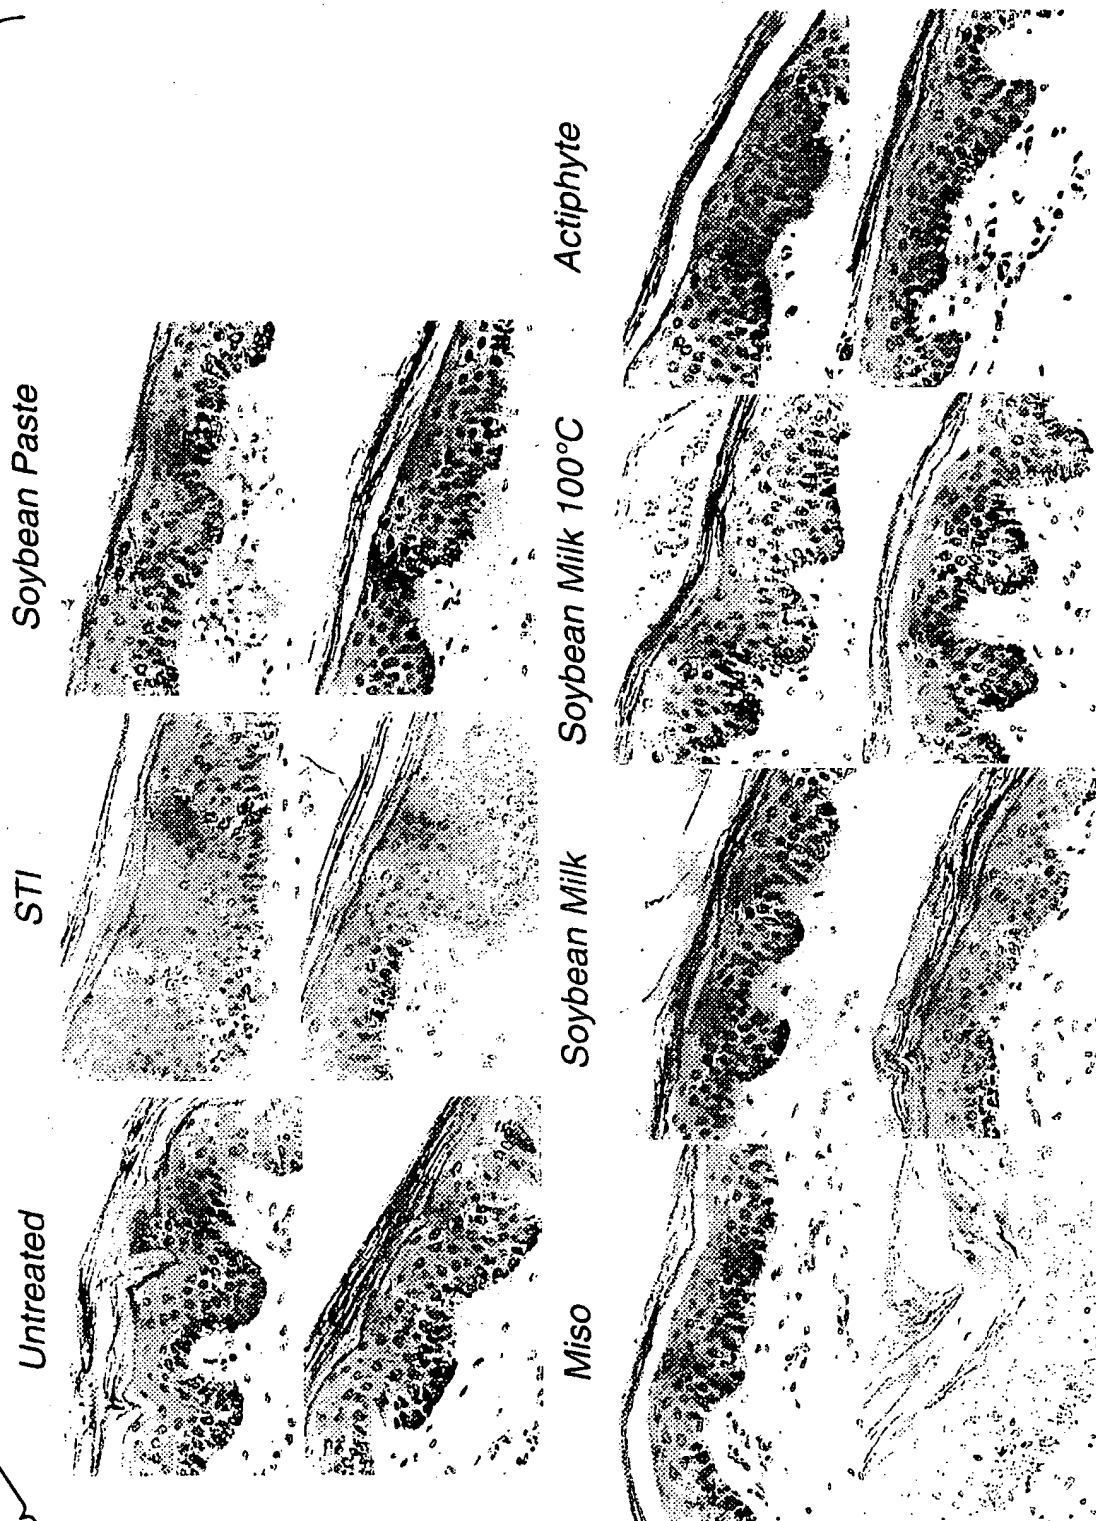 Untreated
STI
Soybean Paste
Miso
Soybean Milk
Soybean Milk 100°C
Actiphyte